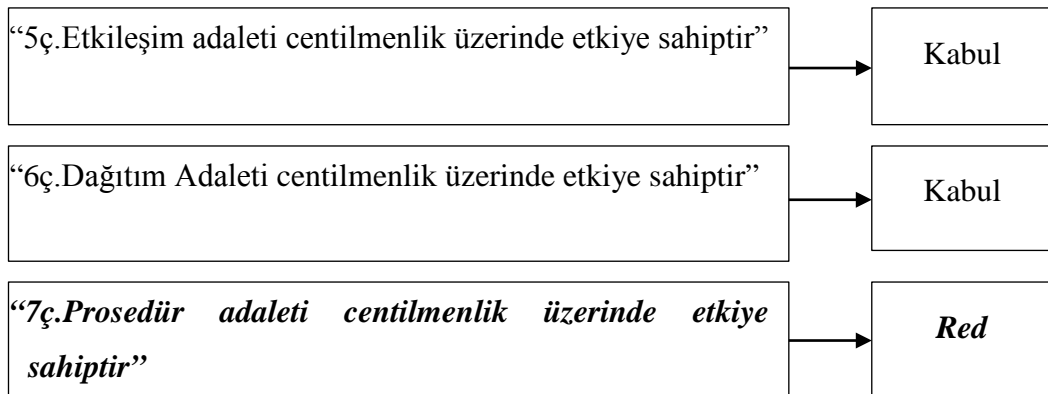 “5ç.Etkileşim adaleti centilmenlik üzerinde etkiye sahiptir”
Kabul
“6ç.Dağıtım Adaleti centilmenlik üzerinde etkiye sahiptir”
Kabul
“7ç.Prosedür adaleti centilmenlik üzerinde etkiye
sahiptir”
Red